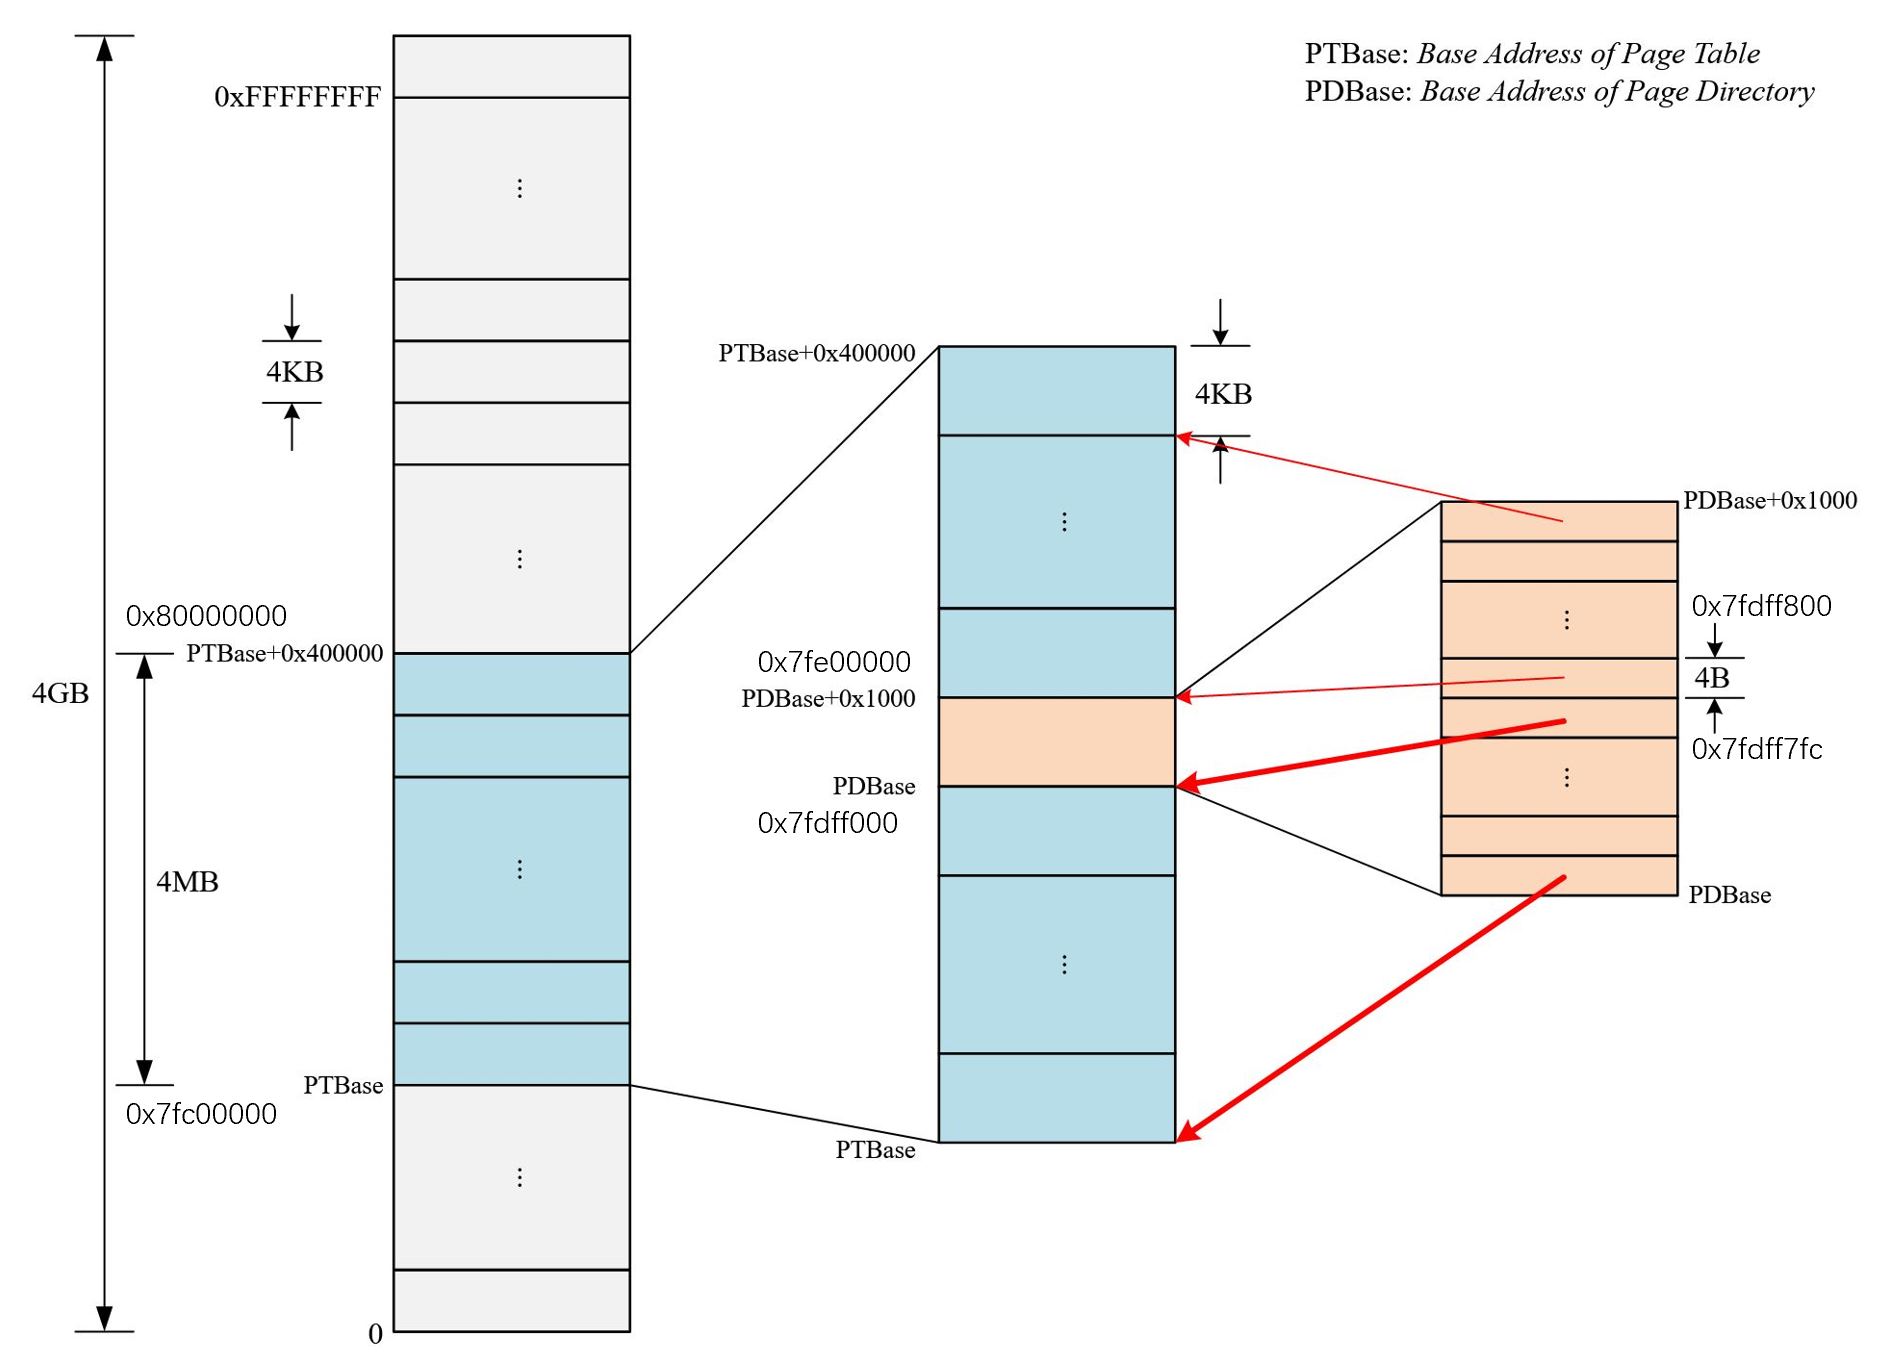 PTBase: Base Address of Page Table
PDBase: Base Address of Page Directory
0xFFFFFFFF
4KB
0x80000000
PTBase+0x400000
4GB
4MB
PTBase
0x7fc00000
0
PTBase+0x400000
4KB
0x7fe00000
PDBase+0x1000
PDBase
0x7fdff000
PTBase
PDBase+0x1000
0x7fdff800
4B
0x7fdff7fc
PDBase